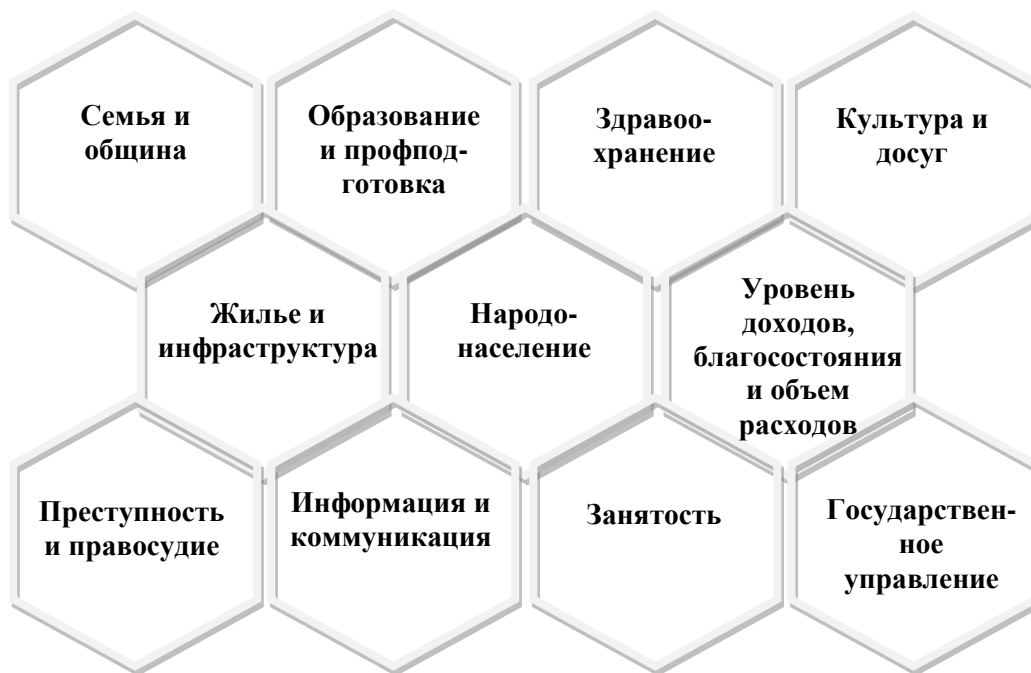 Семья и
община
Образование
и профпод-
готовка
Здравоо-
хранение
Культура и
досуг
Жилье и
инфраструктура
Народо-
население
Уровень
доходов,
благосостояния
и объем
расходов
Преступность
и правосудие
Информация и
коммуникация
Занятость
Государствен-
ное
управление